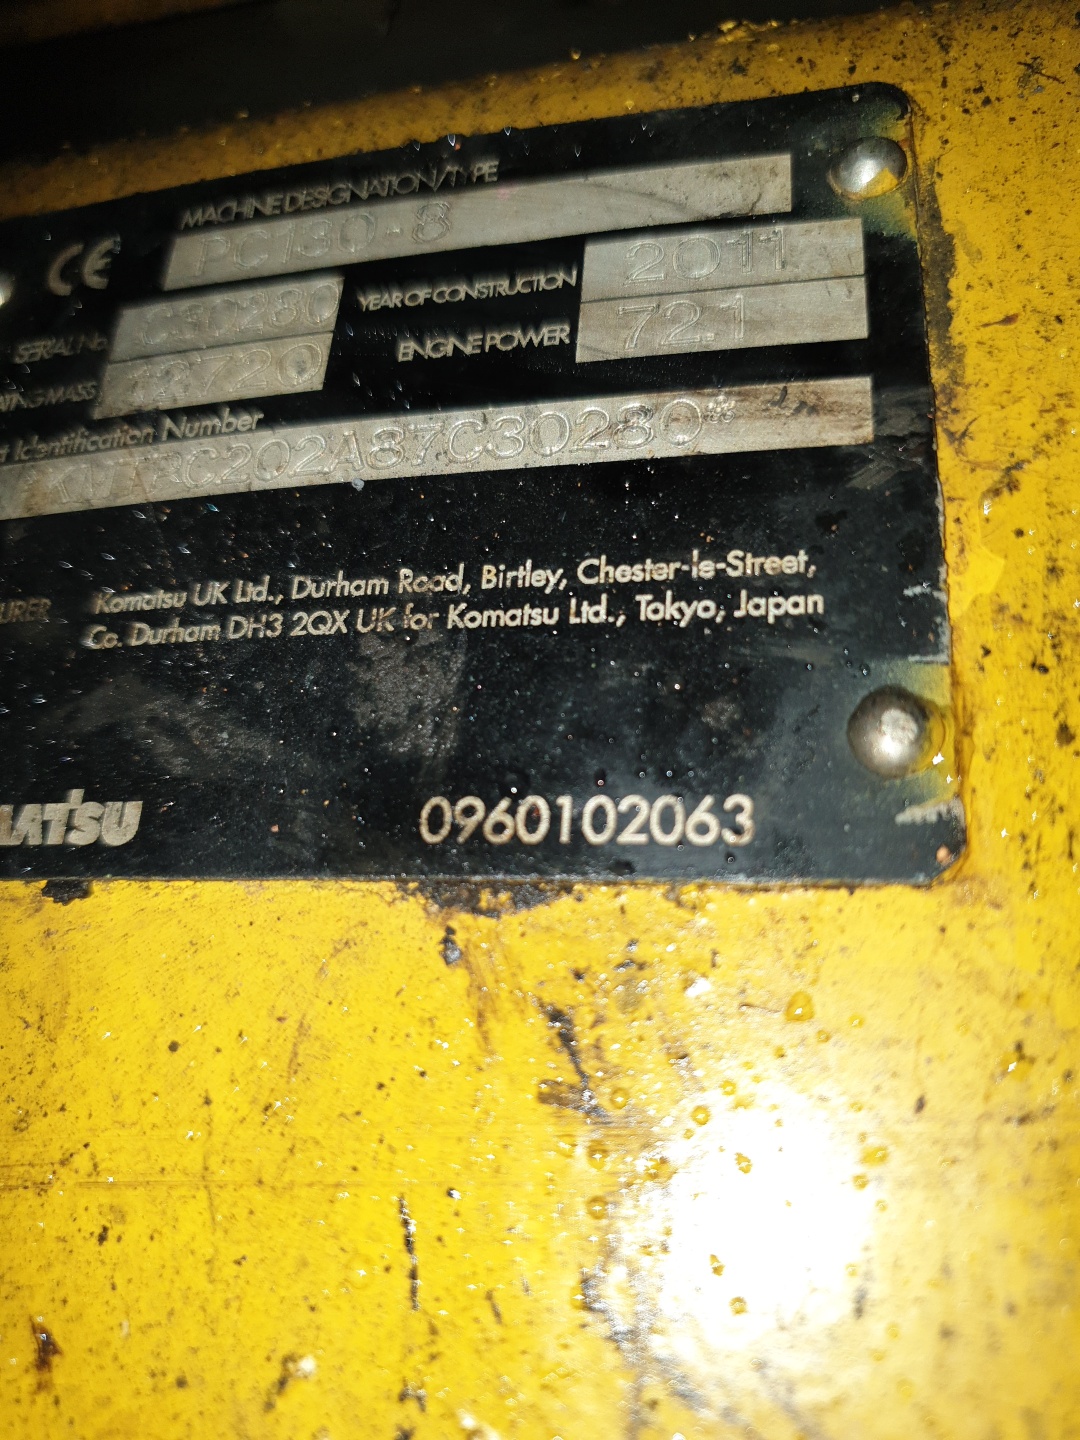 MACHINE DESIGNATION/TYPE
PC130-8
CE
SERIAL No C30280
YEAR OF CONSTRUCTION 2011
MASS
ENGINE POWER 72.1
Identification Number
C202A87C30280*
Komatsu UK Ltd., Durham Road, Birtley, Chester-le-Street,
Co. Durham DH3 2QX UK for Komatsu Ltd., Tokyo, Japan
0960102063